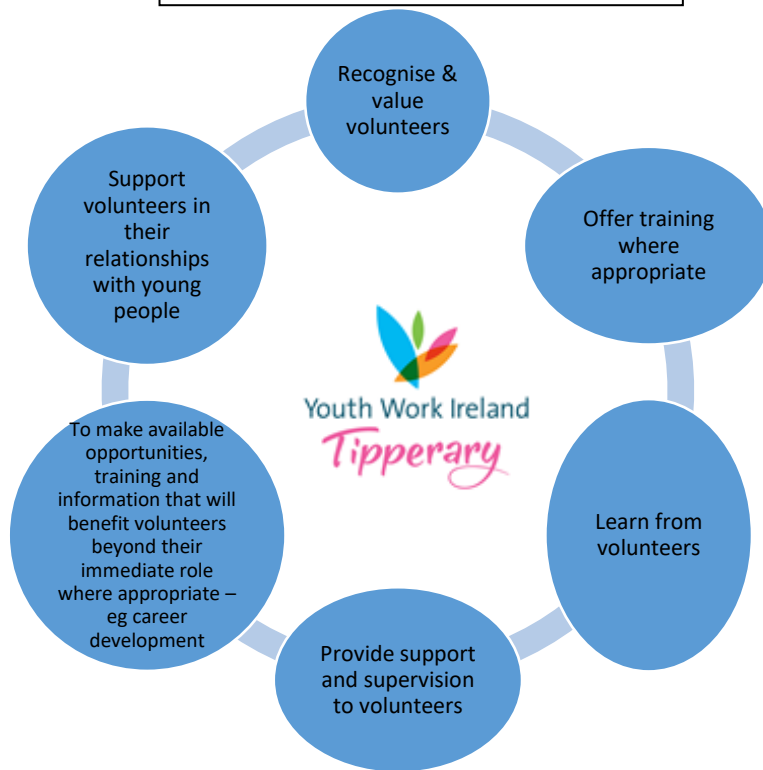 Recognise &
value
volunteers
Offer training
where
appropriate
Learn from
volunteers
Provide support
and supervision
to volunteers
To make available
opportunities,
training and
information that will
benefit volunteers
beyond their
immediate role
where appropriate –
eg career
development
Support
volunteers in
their
relationships
with young
people
Youth Work Ireland
Tipperary